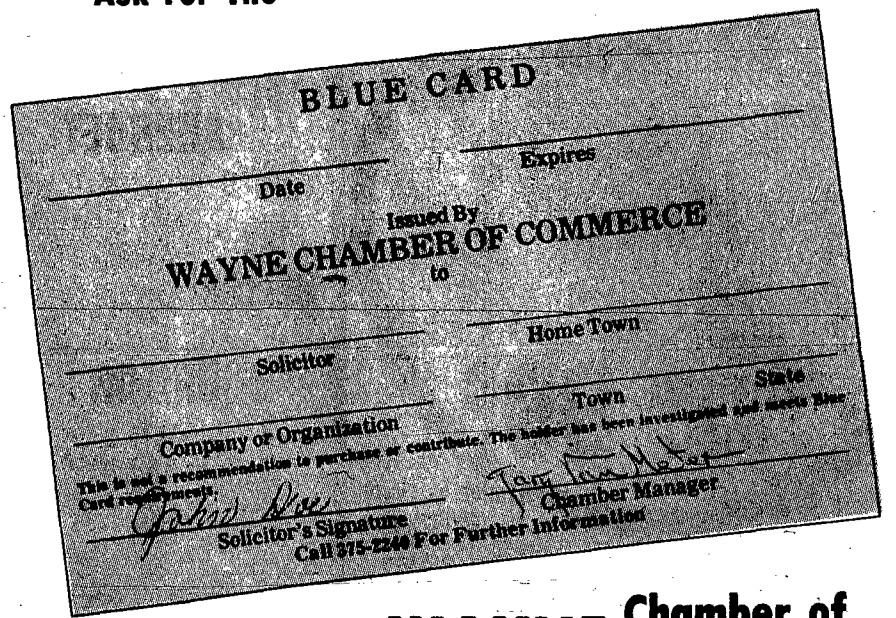 Ask For The
BLUE CARD
Date Expires
Issued By
WAYNE CHAMBER OF COMMERCE
to
Solicitor Home Town
Company or Organization Town State
This is not a recommendation to purchase or contribute. The holder has been investigated and meets Blue
Card requirements.
John Doe
Solicitor's Signature Chamber Manager
Call 375-2240 For Further Information
Chamber of